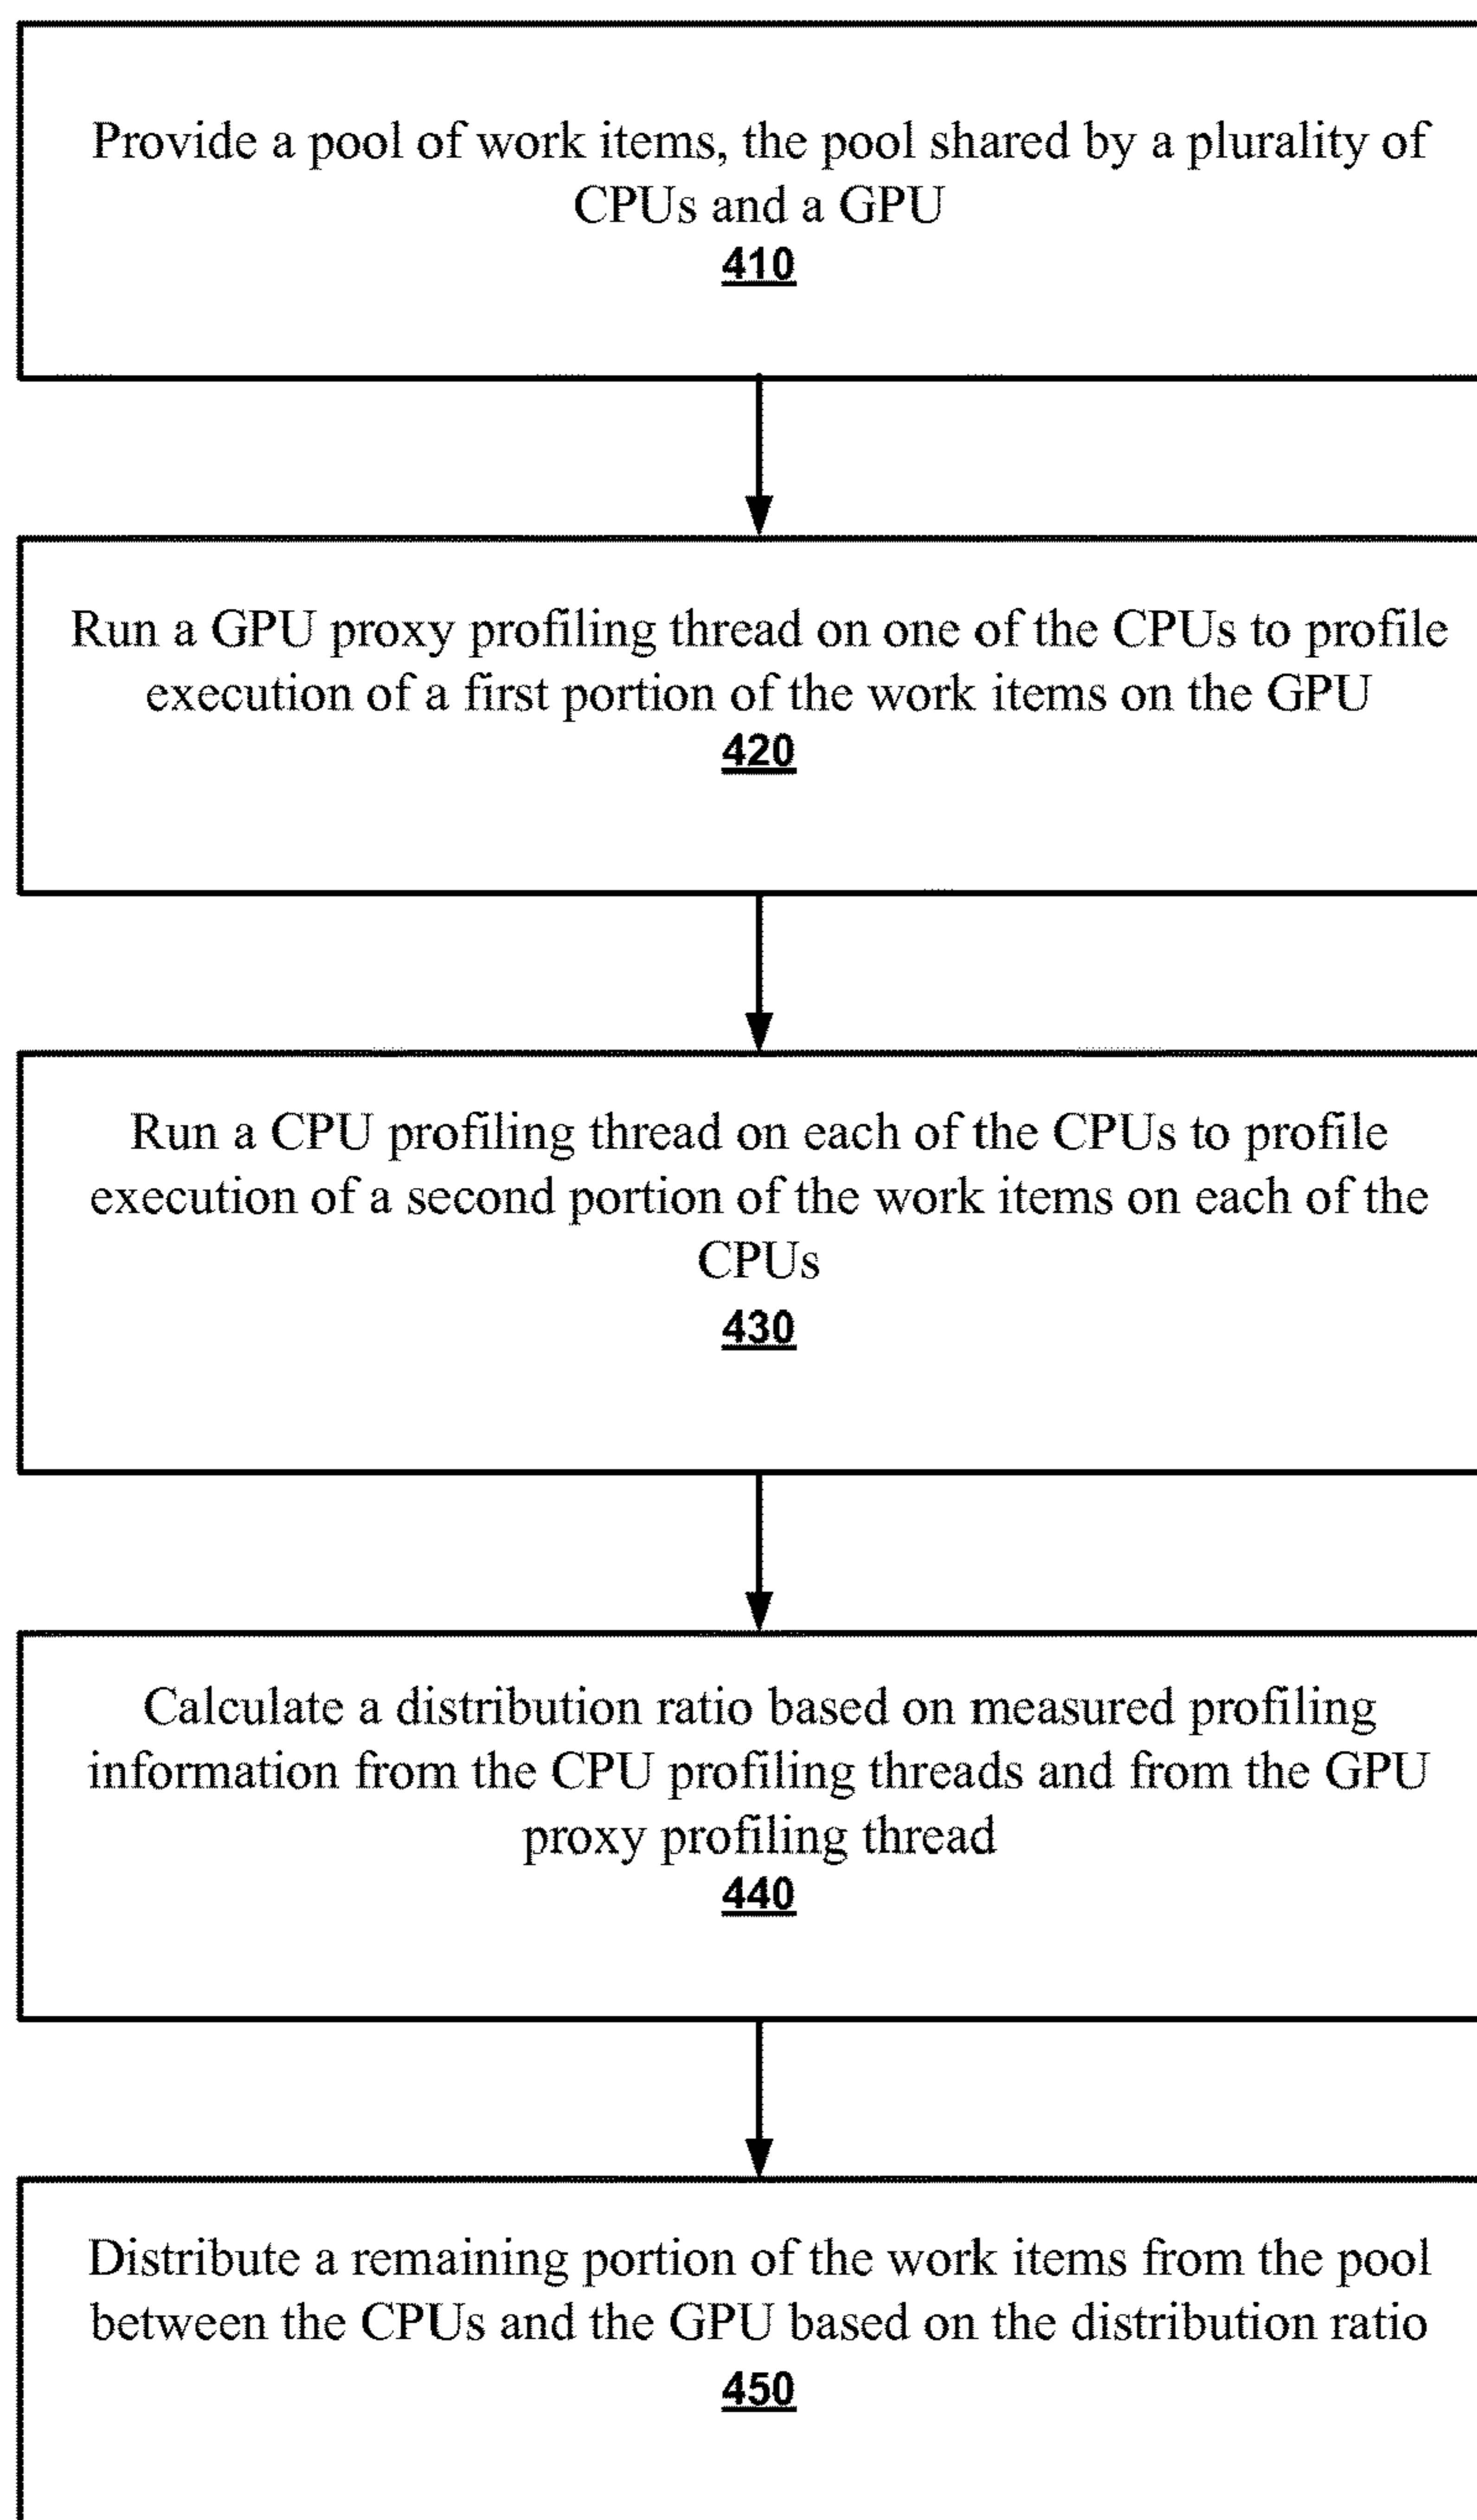 Provide a pool of work items, the pool shared by a plurality of
CPUs and a GPU
410
Run a GPU proxy profiling thread on one of the CPUs to profile
execution of a first portion of the work items on the GPU
420
Run a CPU profiling thread on each of the CPUs to profile
execution of a second portion of the work items on each of the
CPUs
430
Calculate a distribution ratio based on measured profiling
information from the CPU profiling threads and from the GPU
proxy profiling thread
440
Distribute a remaining portion of the work items from the pool
between the CPUs and the GPU based on the distribution ratio
450